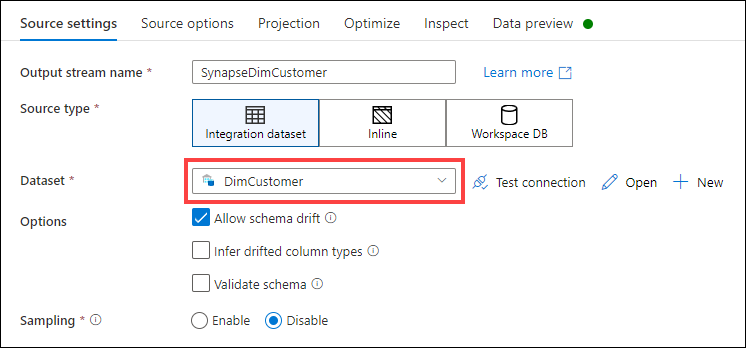 Source settings Source options Projection Optimize Inspect Data preview
Output stream name * SynapseDimCustomer Learn more
Source type * Integration dataset Inline Workspace DB
Dataset * DimCustomer Test connection Open New
Options Allow schema drift
Infer drifted column types
Validate schema
Sampling * Enable Disable